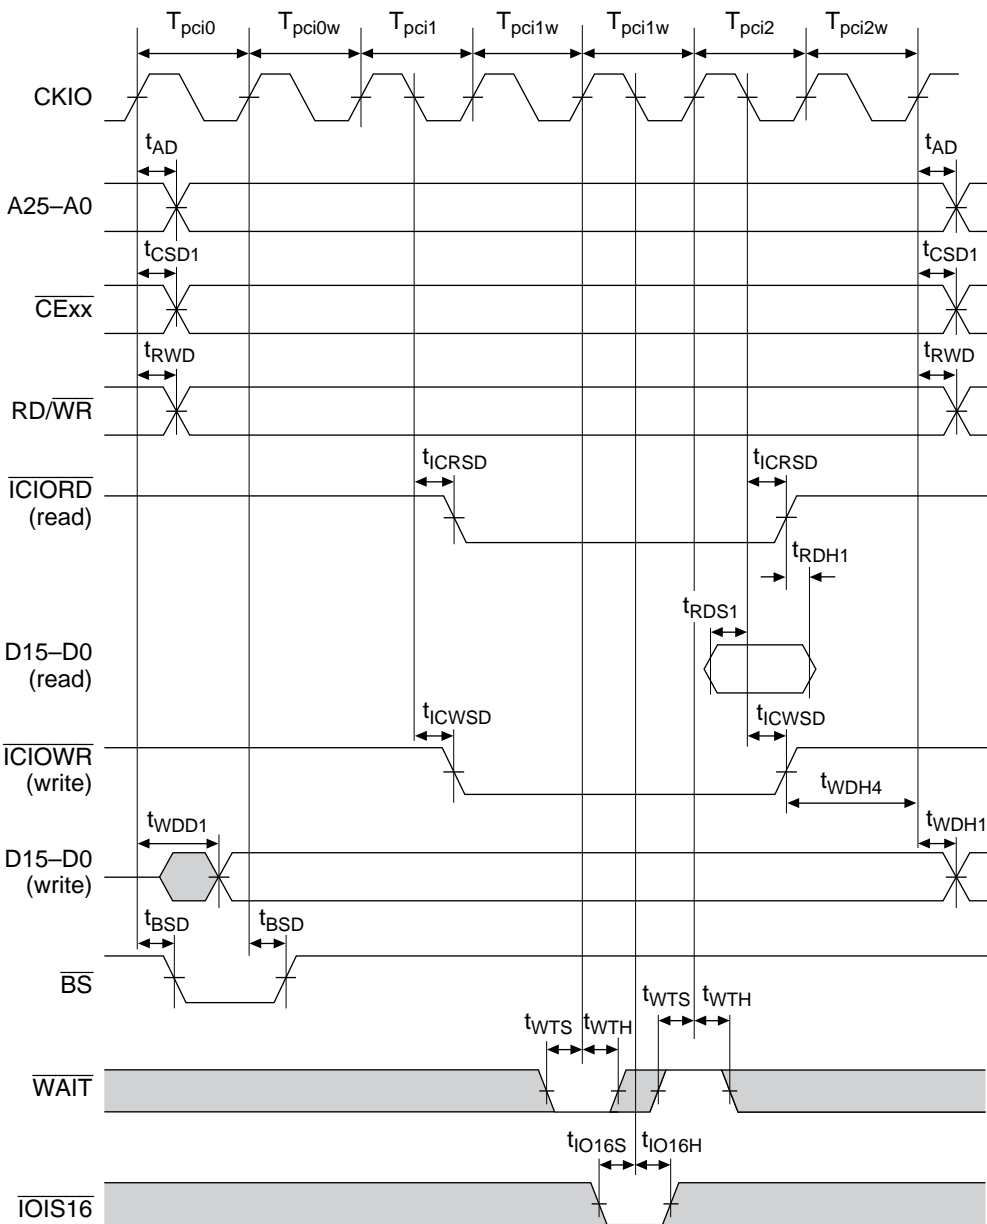 Tpci0 Tpci0w Tpci1 Tpci1w Tpci1w Tpci2 Tpci2w
CKIO
tAD tAD
A25–A0
tCSD1 tCSD1
CExx
tRWD tRWD
RD/WR
tICRSD tICRSD
ICIORD
(read)
tRDH1
tRDS1
D15–D0
(read)
tICWSD tICWSD
ICIOWR
(write)
tWDH4
tWDD1 tWDH1
D15–D0
(write)
tBSD tBSD
BS
tWTS tWTH tWTS tWTH
WAIT
tIO16S tIO16H
IOIS16